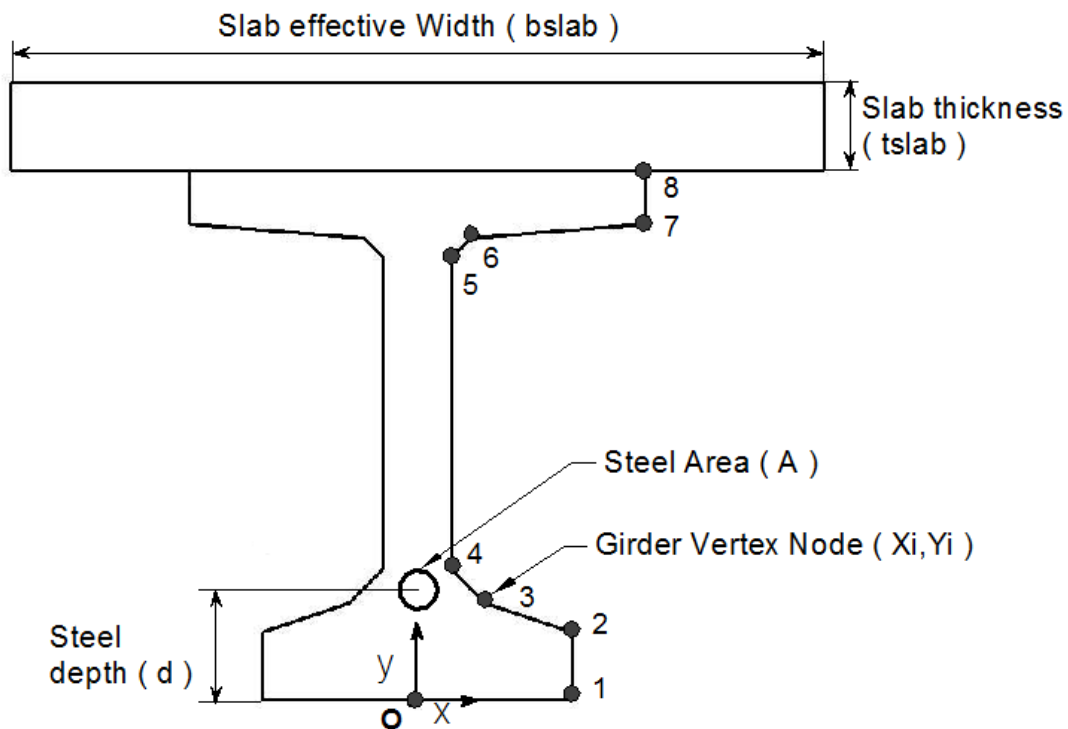 Slab effective Width ( bslab )
Slab thickness
( tslab )
8
7
6
5
Steel Area ( A )
Girder Vertex Node ( Xi,Yi )
4
3
2
Steel
depth ( d )
y
1
O
X